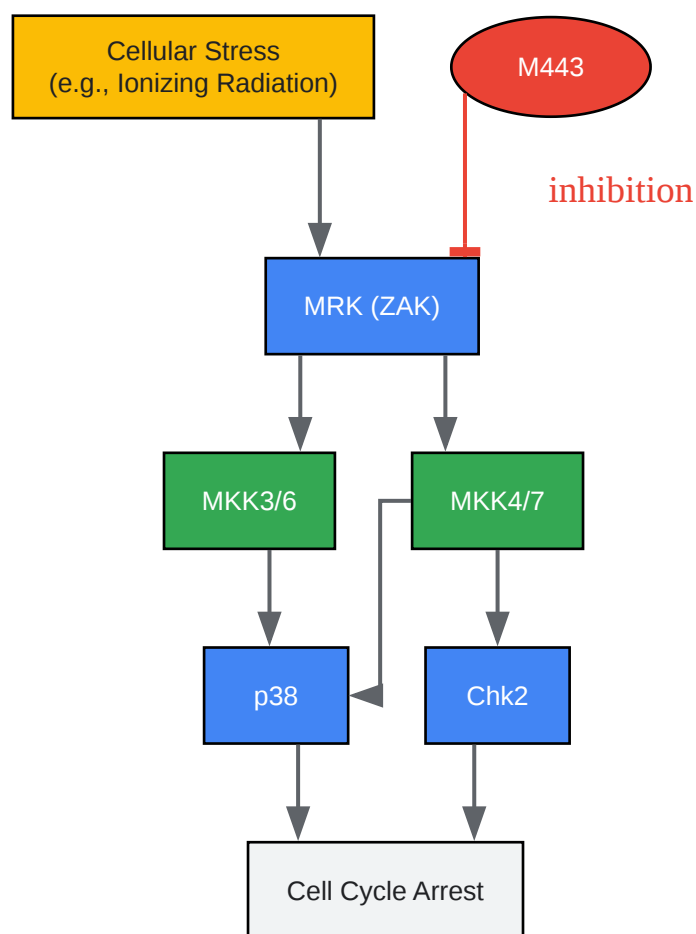 Cellular Stress
(e.g., Ionizing Radiation)
M443
inhibition
MRK (ZAK)
MKK3/6
MKK4/7
p38
Chk2
Cell Cycle Arrest